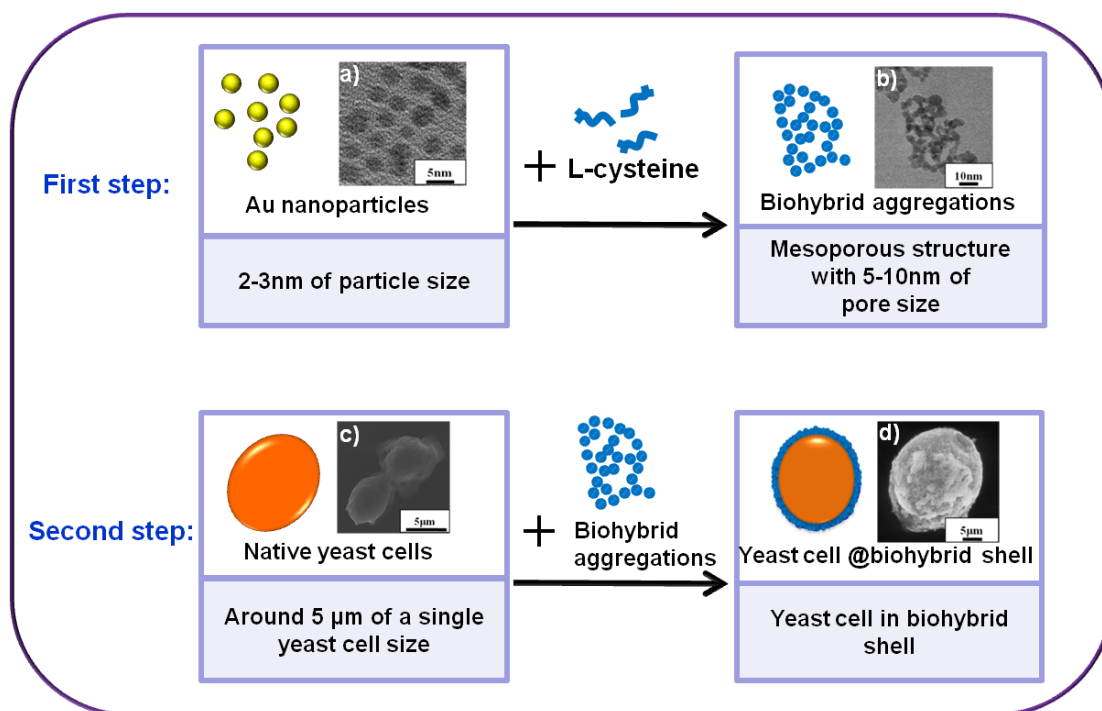 First step:
a)
5nm
Au nanoparticles
2-3nm of particle size
+
L-cysteine
b)
10nm
Biohybrid aggregations
Mesoporous structure
with 5-10nm of
pore size
Second step:
c)
5μm
Native yeast cells
Around 5 μm of a single
yeast cell size
+
Biohybrid
aggregations
d)
5μm
Yeast cell @biohybrid shell
Yeast cell in biohybrid
shell